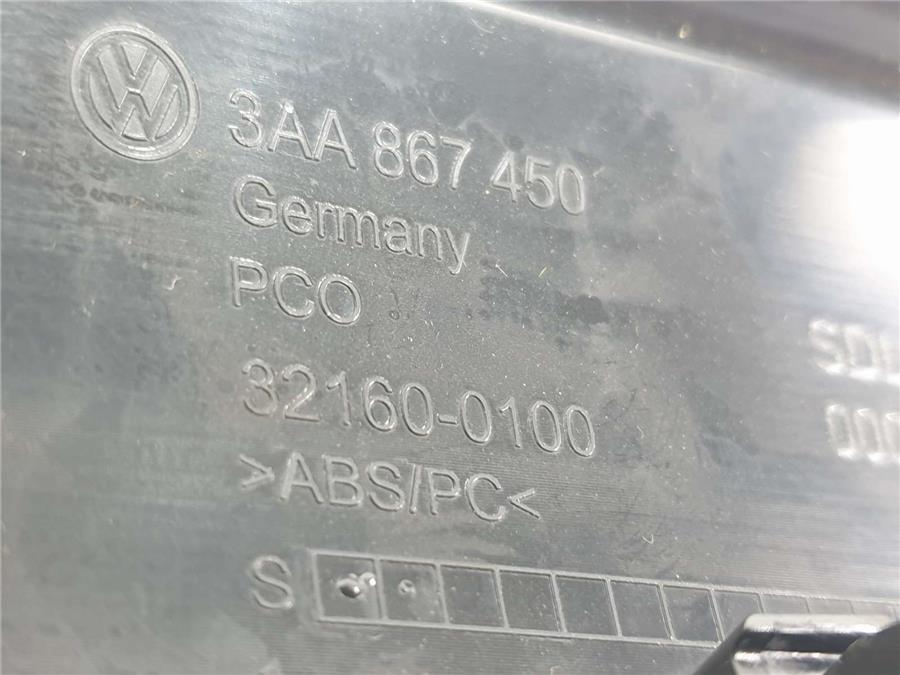 3AA 867 450
Germany
PCO
32160-0100
>ABS/PC<
S